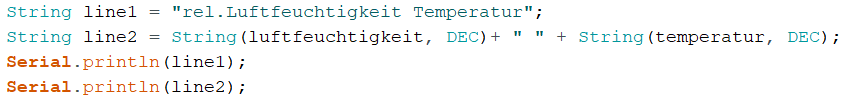 String line1 = "rel.Luftfeuchtigkeit Temperatur";
String line2 = String(luftfeuchtigkeit, DEC)+ " " + String(temperatur, DEC);
Serial.println(line1);
Serial.println(line2);